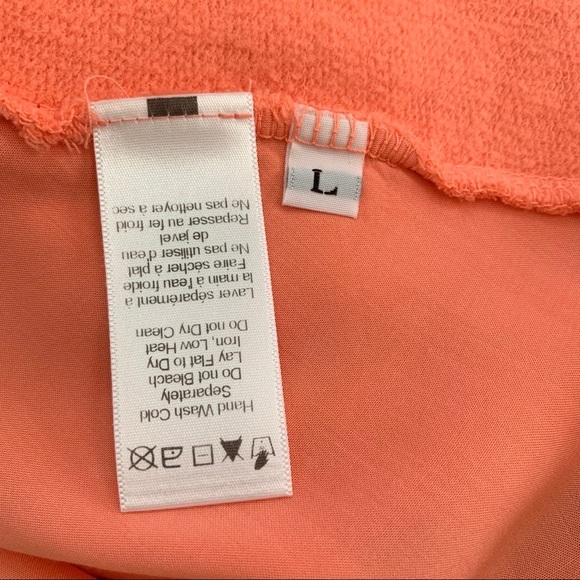 Hand Wash Cold
Separately
Do not Bleach
Lay Flat to Dry
Iron, Low Heat
Do not Dry Clean
Laver séparément à
la main à l'eau froide
Faire sécher à plat
Ne pas utiliser d'eau
de javel
Repasser au fer froid
Ne pas nettoyer à sec
L